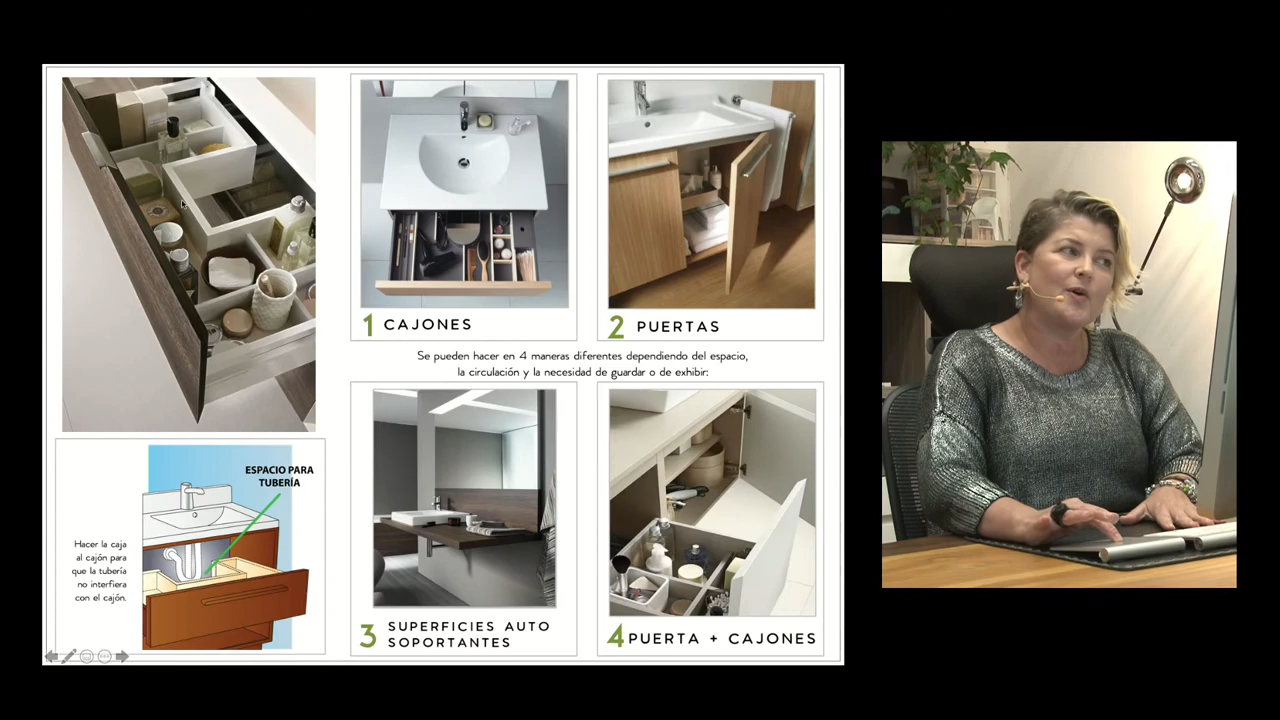 1 CAJONES
2 PUERTAS
Se pueden hacer en 4 maneras diferentes dependiendo del espacio,
la circulación y la necesidad de guardar o de exhibir:
ESPACIO PARA
TUBERÍA
Hacer la caja
al cajón para
que la tubería
no interfiera
con el cajón.
3 SUPERFICIES AUTO
SOPORTANTES
4 PUERTA + CAJONES